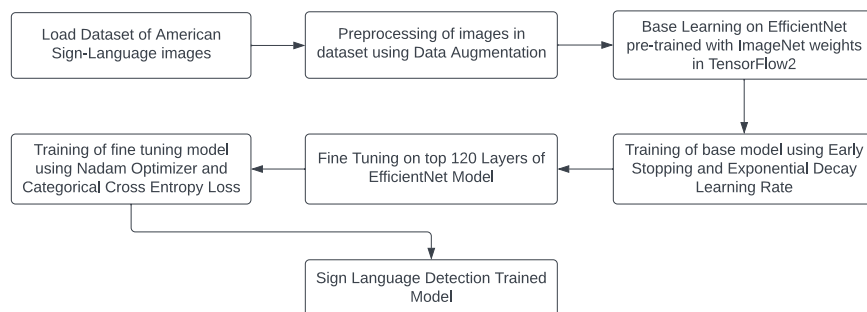 Load Dataset of American
Sign-Language images
Preprocessing of images in
dataset using Data Augmentation
Base Learning on EfficientNet
pre-trained with ImageNet weights
in TensorFlow2
Training of base model using Early
Stopping and Exponential Decay
Learning Rate
Fine Tuning on top 120 Layers of
EfficientNet Model
Training of fine tuning model
using Nadam Optimizer and
Categorical Cross Entropy Loss
Sign Language Detection Trained
Model